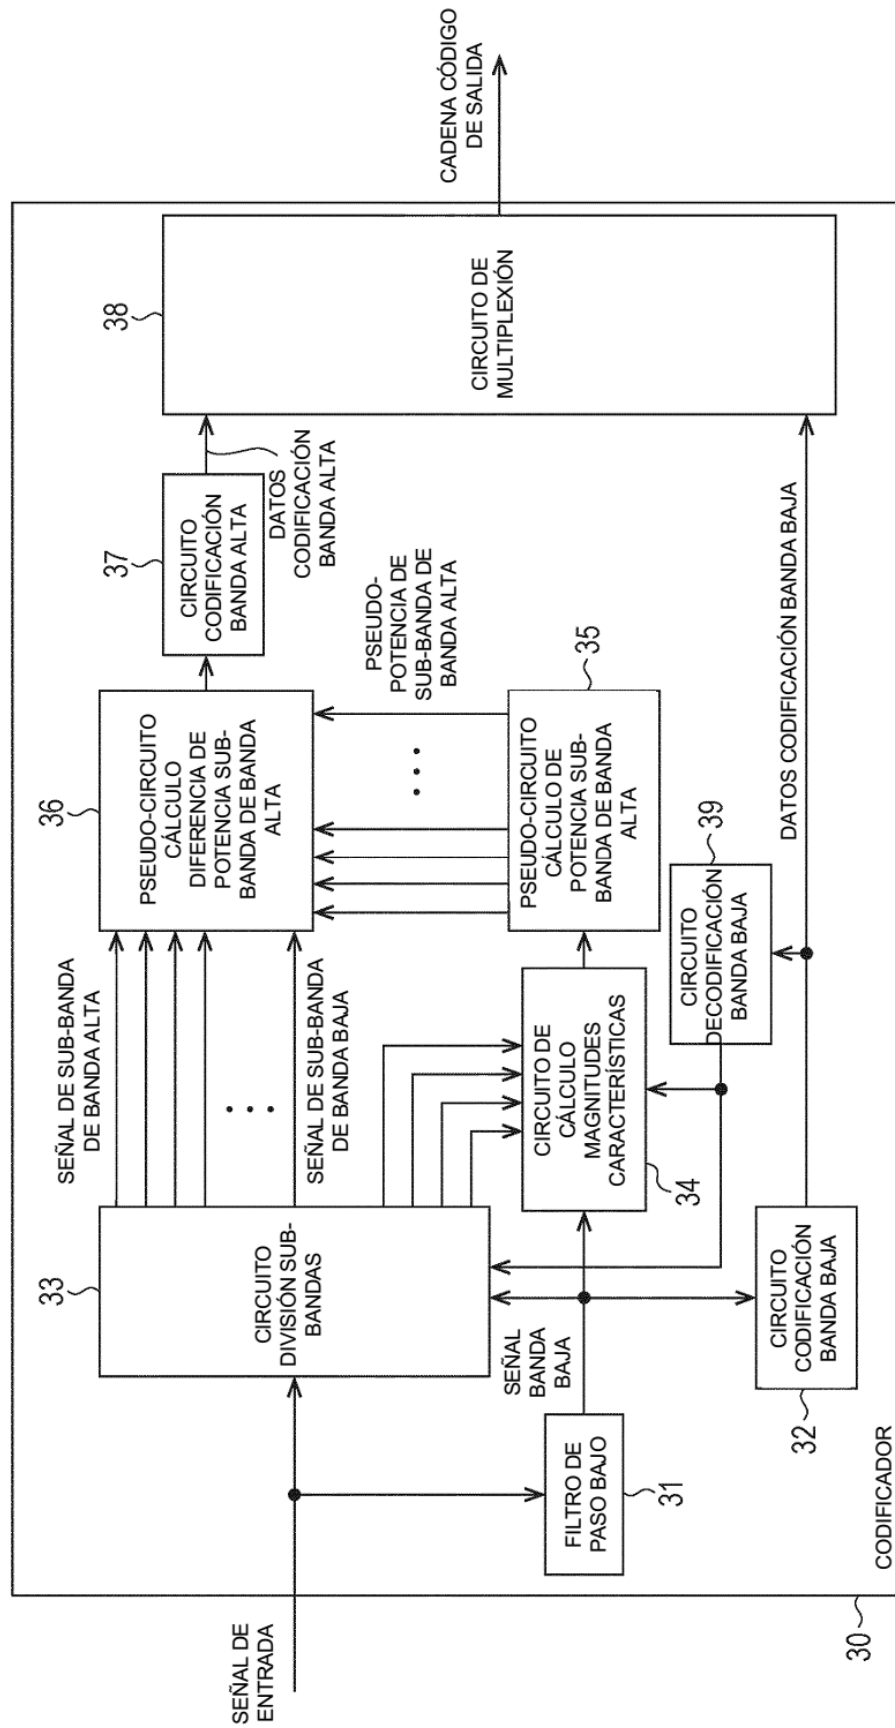 SEÑAL DE
ENTRADA
30
CODIFICADOR
FILTRO DE
PASO BAJO
31
SEÑAL
BANDA
BAJA
33
CIRCUITO
DIVISIÓN SUB-
BANDAS
32
CIRCUITO
CODIFICACIÓN
BANDA BAJA
SEÑAL DE SUB-BANDA
DE BANDA ALTA
SEÑAL DE SUB-BANDA
DE BANDA BAJA
CIRCUITO DE
CÁLCULO
MAGNITUDES
CARACTERÍSTICAS
34
CIRCUITO
DECODIFICACIÓN
BANDA BAJA
39
36
PSEUDO-CIRCUITO
CÁLCULO
DIFERENCIA DE
POTENCIA SUB-
BANDA DE BANDA
ALTA
PSEUDO-
POTENCIA DE
SUB-BANDA DE
BANDA ALTA
PSEUDO-CIRCUITO
CÁLCULO DE
POTENCIA SUB-
BANDA DE BANDA
ALTA
35
37
CIRCUITO
CODIFICACIÓN
BANDA ALTA
DATOS
CODIFICACIÓN
BANDA ALTA
DATOS CODIFICACIÓN BANDA BAJA
38
CIRCUITO DE
MULTIPLEXIÓN
CADENA CÓDIGO
DE SALIDA